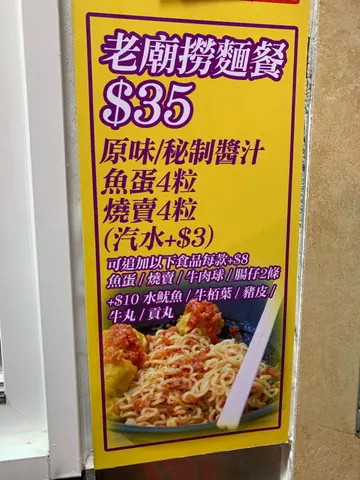 老廟撈麵餐
$35
原味/秘制醬汁
魚蛋4粒
燒賣4粒
(汽水+$3)
可追加以下食品每款+$8
魚蛋/燒賣/牛肉球/腸仔2條
+$10 水魷魚/牛栢葉/豬皮/
牛丸/貢丸